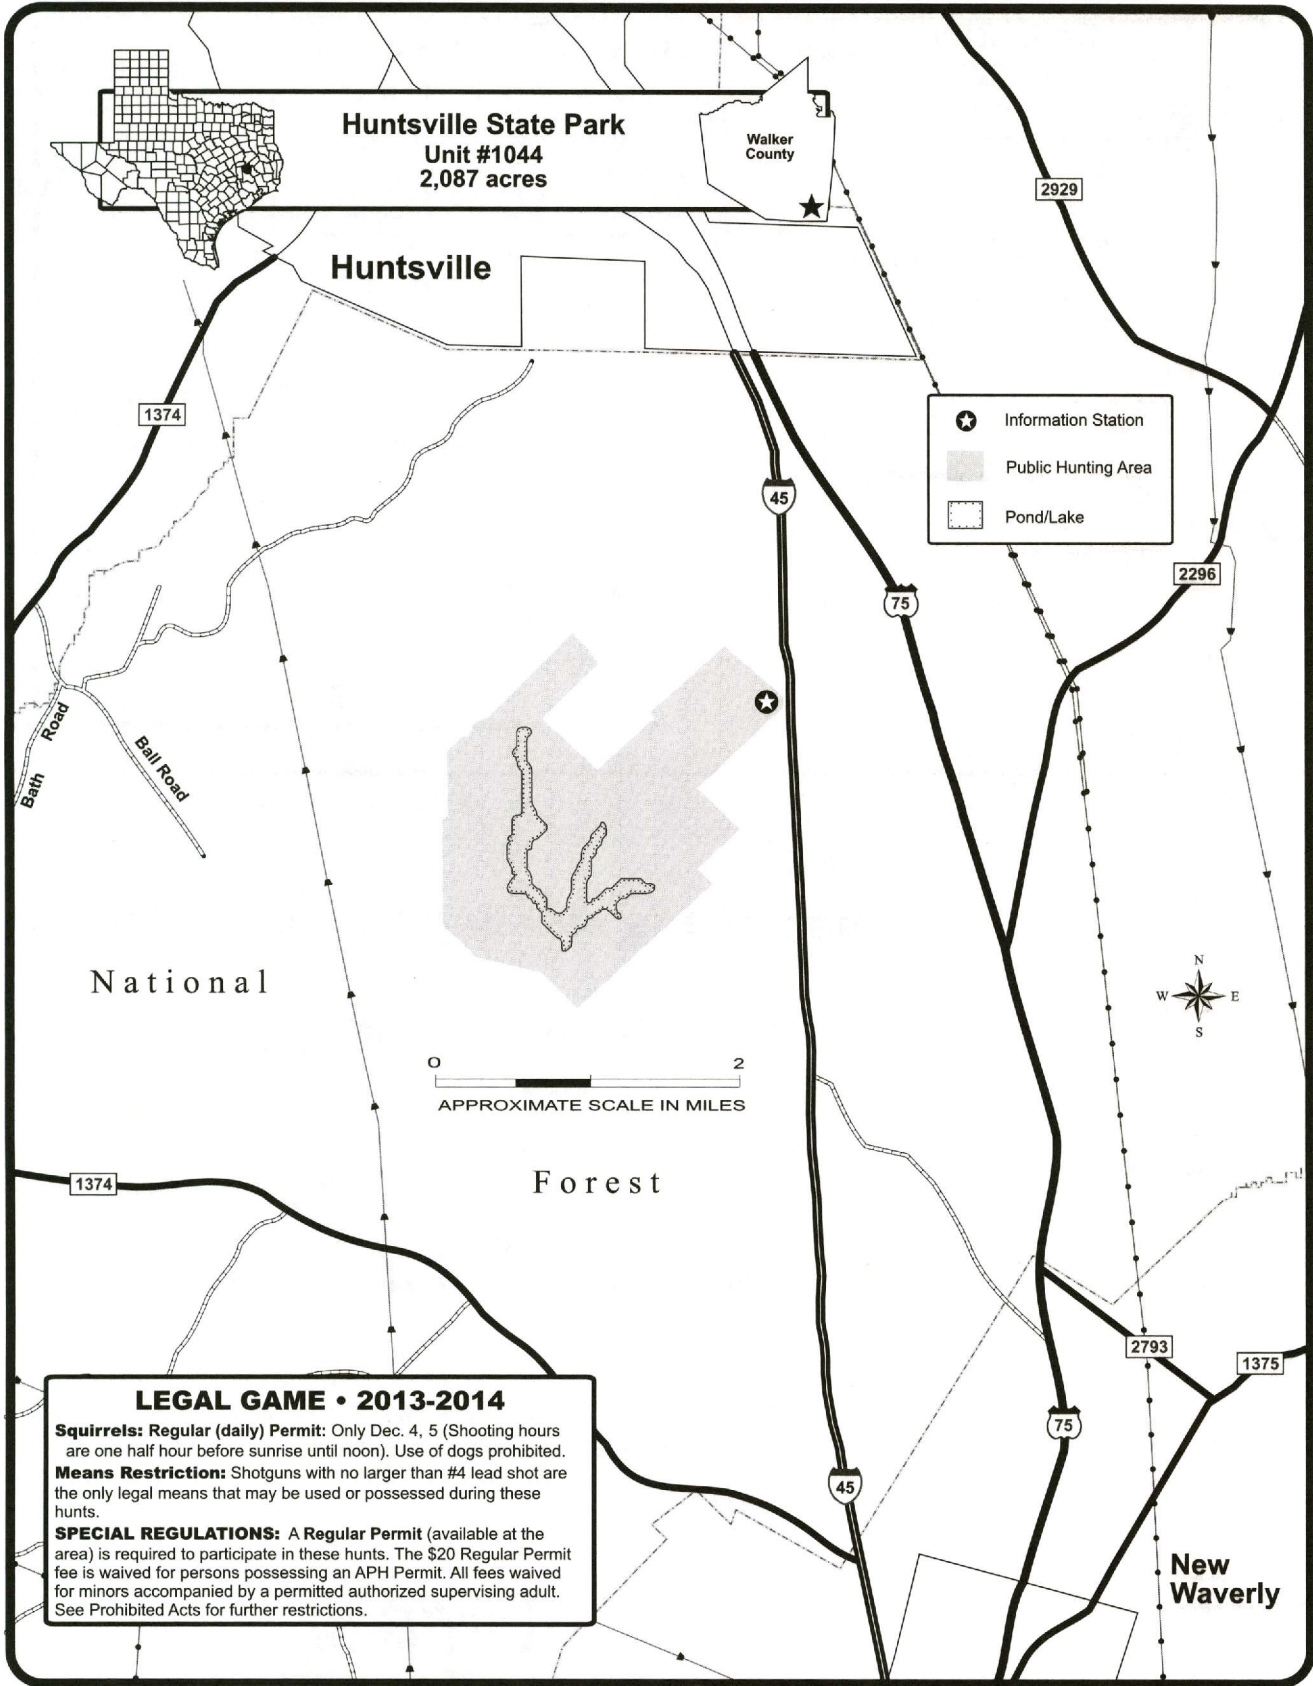 Huntsville State Park
Unit #1044
2,087 acres
Walker
County
2929
Huntsville
1374
Information Station
Public Hunting Area
Pond/Lake
45
75
2296
Bath Road
Ball Road
National
N
W E
S
0 2
APPROXIMATE SCALE IN MILES
Forest
1374
2793
1375
75
45
LEGAL GAME • 2013-2014
Squirrels: Regular (daily) Permit: Only Dec. 4, 5 (Shooting hours
are one half hour before sunrise until noon). Use of dogs prohibited.
Means Restriction: Shotguns with no larger than #4 lead shot are
the only legal means that may be used or possessed during these
hunts.
SPECIAL REGULATIONS: A Regular Permit (available at the
area) is required to participate in these hunts. The $20 Regular Permit
fee is waived for persons possessing an APH Permit. All fees waived
for minors accompanied by a permitted authorized supervising adult.
See Prohibited Acts for further restrictions.
New
Waverly